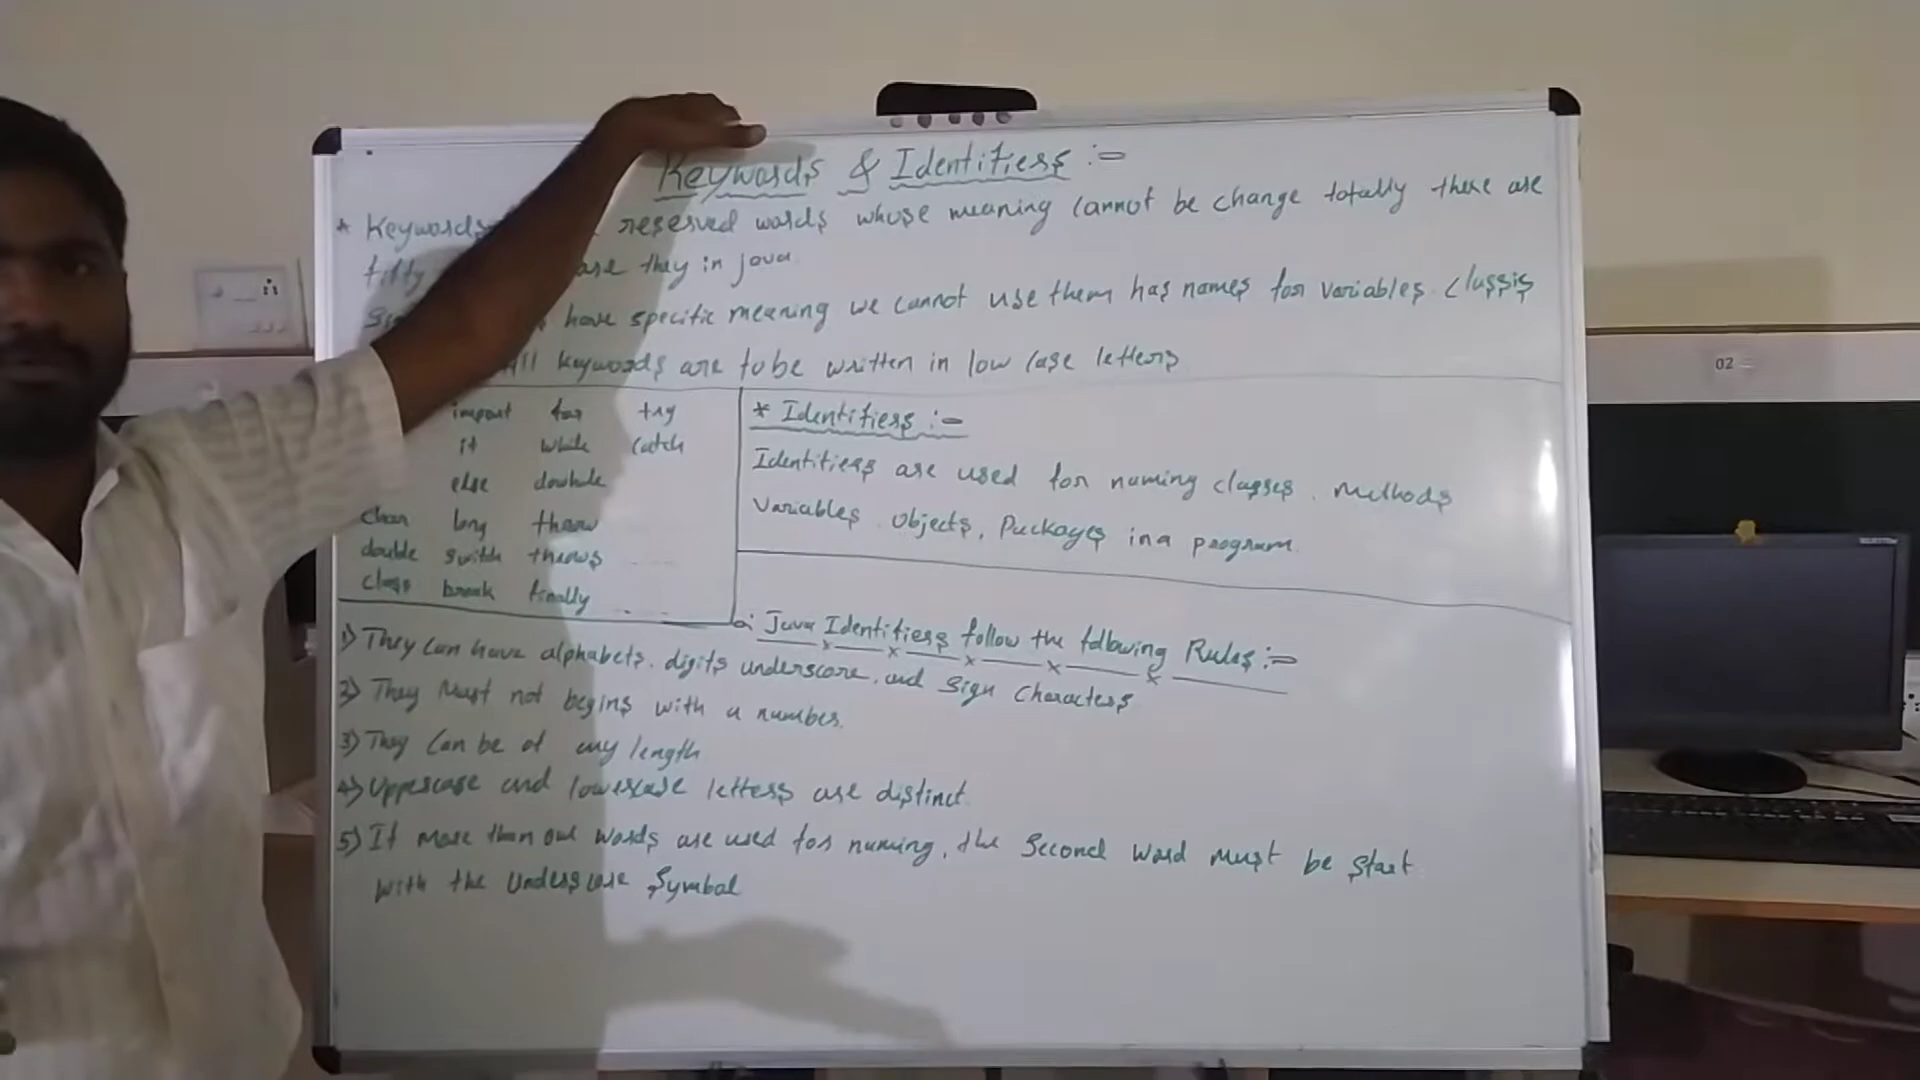 Keywords & Identifiers :-
* Keywords reserved words whose meaning cannot be change totally there are
fifty are they in java.
have specific meaning we cannot use them has names for variables. classis
keywords are to be written in low case letters
import for try
if while catch
else dowhile
char long throw
double switch throws
class break finally
* Identifiers :-
Identifiers are used for naming classes, methods
Variables, objects, Packages in a program.
Java Identifiers follow the following Rules :-
1) They can have alphabets, digits underscore, and Sign Characters
2) They Must not begins with a number.
3) They Can be of any length
4) Uppercase and lowercase letters are distinct.
5) If more than one words are used for naming, the Second word must be start
with the underscore Symbol
02